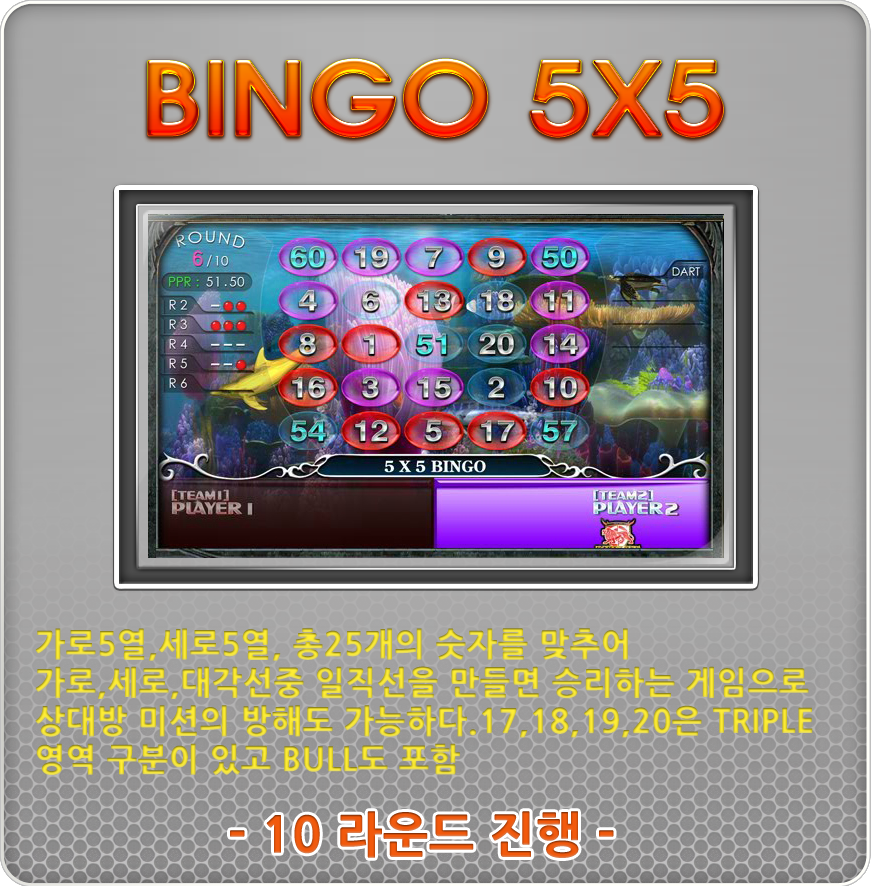 BINGO 5X5
ROUND
6/10
PPR : 51.50
R 2
R 3
R 4
R 5
R 6
60 19 7 9 50
4 6 13 18 11
8 1 51 20 14
16 3 15 2 10
54 12 5 17 57
DART
5 X 5 BINGO
[TEAM1]
PLAYER 1
[TEAM2]
PLAYER 2
가로5열,세로5열, 총25개의 숫자를 맞추어
가로,세로,대각선중 일직선을 만들면 승리하는 게임으로
상대방 미션의 방해도 가능하다.17,18,19,20은 TRIPLE
영역 구분이 있고 BULL도 포함
- 10 라운드 진행 -